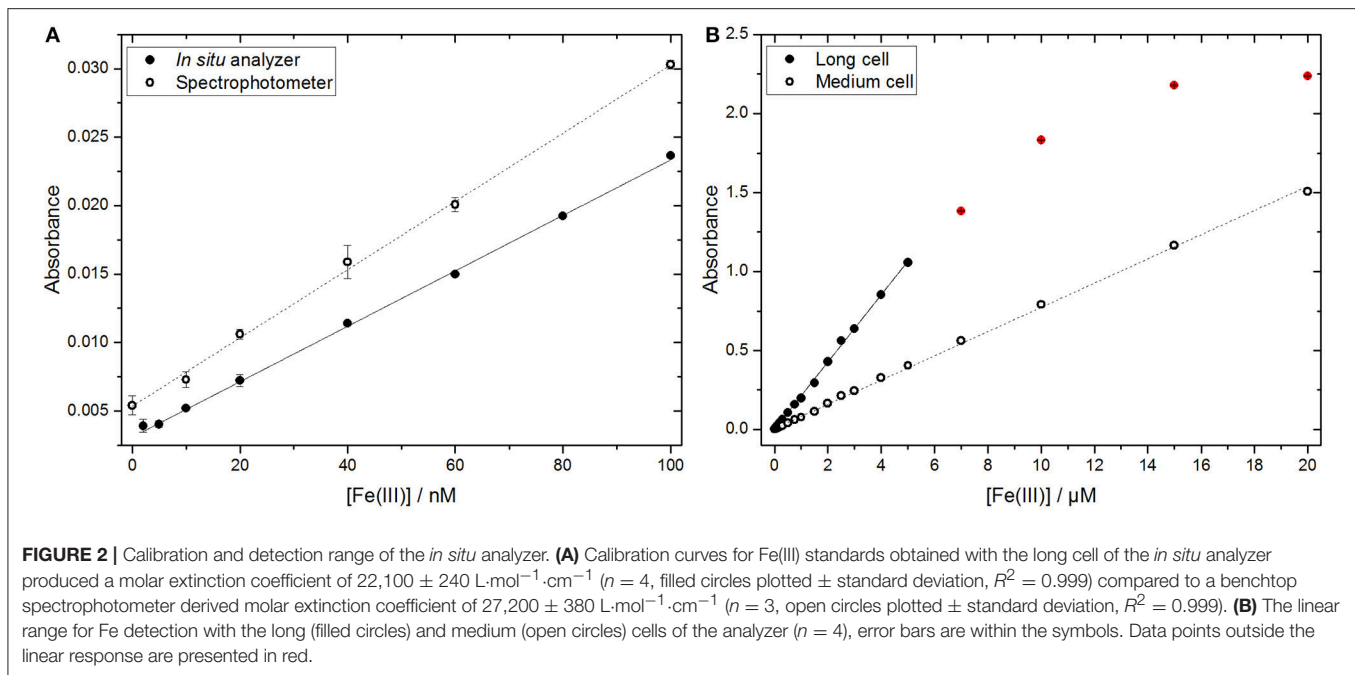 A
In situ analyzer
Spectrophotometer
0.030
0.025
0.020
0.015
0.010
0.005
Absorbance
0
20
40
60
80
100
[Fe(III)] / nM
B
Long cell
Medium cell
2.5
2.0
1.5
1.0
0.5
0.0
Absorbance
0
2
4
6
8
10
12
14
16
18
20
[Fe(III)] / µM
FIGURE 2 | Calibration and detection range of the in situ analyzer. (A) Calibration curves for Fe(III) standards obtained with the long cell of the in situ analyzer
produced a molar extinction coefficient of 22,100 ± 240 L·mol⁻¹·cm⁻¹ (n = 4, filled circles plotted ± standard deviation, R² = 0.999) compared to a benchtop
spectrophotometer derived molar extinction coefficient of 27,200 ± 380 L·mol⁻¹·cm⁻¹ (n = 3, open circles plotted ± standard deviation, R² = 0.999). (B) The linear
range for Fe detection with the long (filled circles) and medium (open circles) cells of the analyzer (n = 4), error bars are within the symbols. Data points outside the
linear response are presented in red.